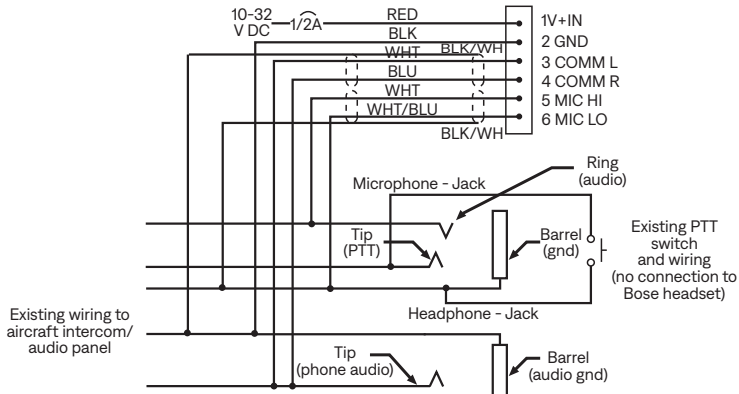 10-32
V DC
1/2A
RED
1V+IN
BLK
2 GND
WHT
BLK/WH
3 COMM L
BLU
4 COMM R
WHT
5 MIC HI
WHT/BLU
6 MIC LO
BLK/WH
Ring
(audio)
Microphone - Jack
Tip
(PTT)
Barrel
(gnd)
Existing PTT
switch
and wiring
(no connection to
Bose headset)
Headphone - Jack
Existing wiring to
aircraft intercom/
audio panel
Tip
(phone audio)
Barrel
(audio gnd)